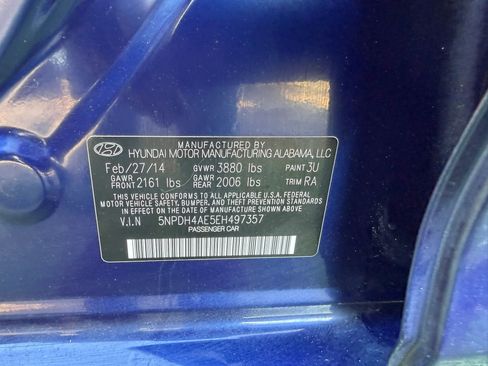 MANUFACTURED BY
HYUNDAI MOTOR MANUFACTURING ALABAMA, LLC
Feb/27/14 GVWR 3880 lbs PAINT 3U
GAWR FRONT 2161 lbs GAWR REAR 2006 lbs TRIM RA
THIS VEHICLE CONFORMS TO ALL APPLICABLE U.S.A. FEDERAL
MOTOR VEHICLE SAFETY, BUMPER, AND THEFT PREVENTION STANDARDS
IN EFFECT ON THE DATE OF MANUFACTURE SHOWN ABOVE.
V.I.N 5NPDH4AE5EH497357
PASSENGER CAR